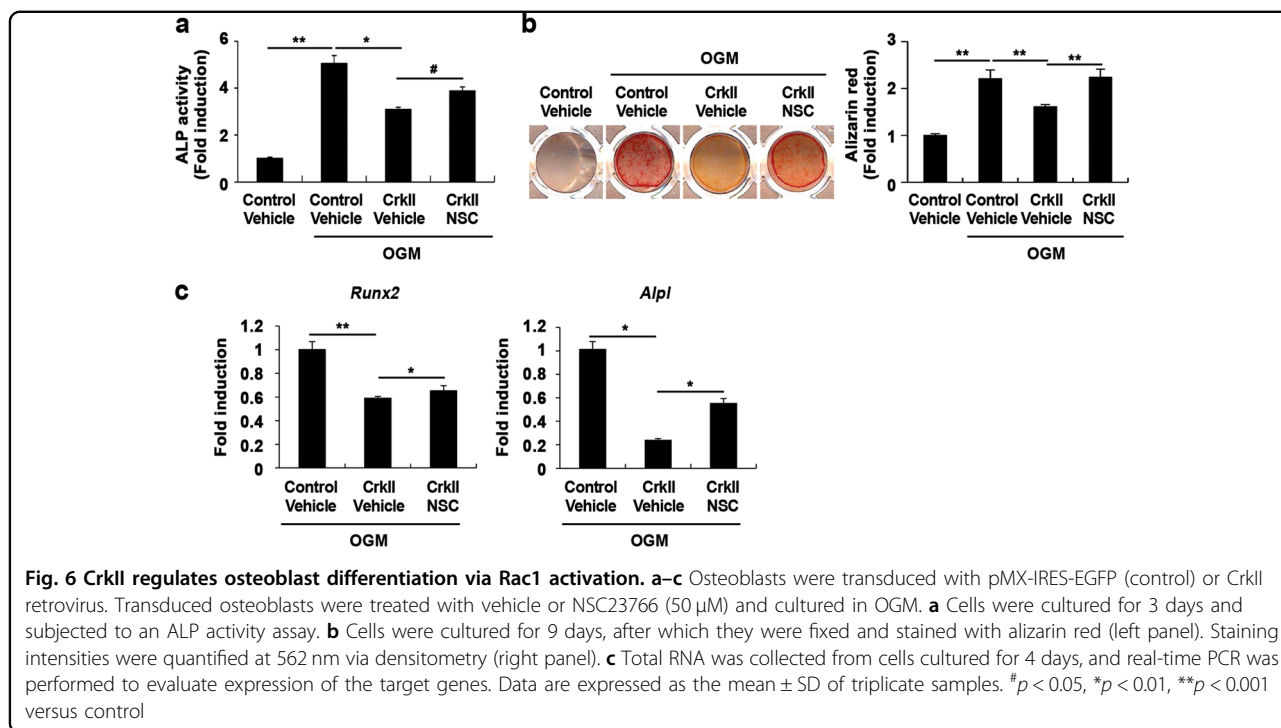 a
ALP activity
(Fold induction)
6
4
2
0
** * #
Control Control CrkII CrkII
Vehicle Vehicle Vehicle NSC
OGM
b
OGM
Control Control CrkII CrkII
Vehicle Vehicle Vehicle NSC
Alizarin red
(Fold induction)
3
2
1
0
** ** **
Control Control CrkII CrkII
Vehicle Vehicle Vehicle NSC
OGM
c
Runx2
Fold induction
1.2
1
0.8
0.6
0.4
0.2
0
** *
Control CrkII CrkII
Vehicle Vehicle NSC
OGM
Alpl
Fold induction
1.2
1
0.8
0.6
0.4
0.2
0
* *
Control CrkII CrkII
Vehicle Vehicle NSC
OGM
Fig. 6 CrkII regulates osteoblast differentiation via Rac1 activation. a–c Osteoblasts were transduced with pMX-IRES-EGFP (control) or CrkII
retrovirus. Transduced osteoblasts were treated with vehicle or NSC23766 (50 µM) and cultured in OGM. a Cells were cultured for 3 days and
subjected to an ALP activity assay. b Cells were cultured for 9 days, after which they were fixed and stained with alizarin red (left panel). Staining
intensities were quantified at 562 nm via densitometry (right panel). c Total RNA was collected from cells cultured for 4 days, and real-time PCR was
performed to evaluate expression of the target genes. Data are expressed as the mean ± SD of triplicate samples. #p < 0.05, *p < 0.01, **p < 0.001
versus control